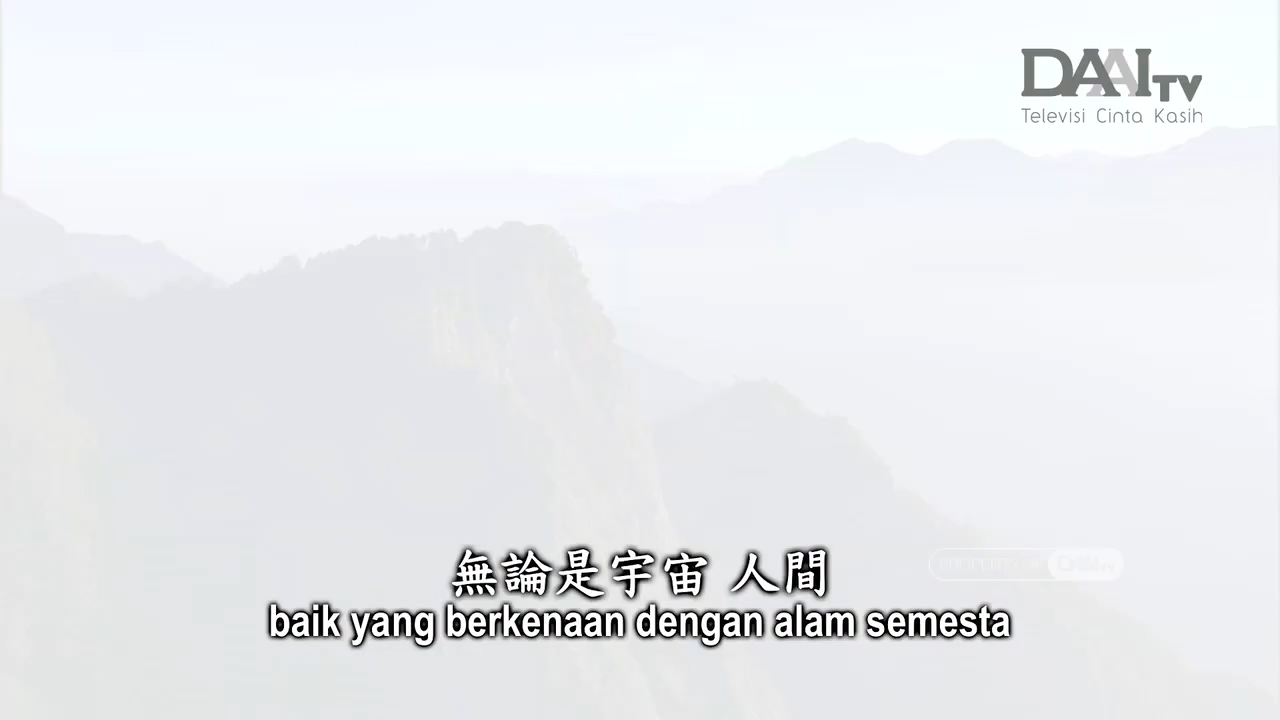 DAAI TV
Televisi Cinta Kasih
無論是宇宙 人間
baik yang berkenaan dengan alam semesta